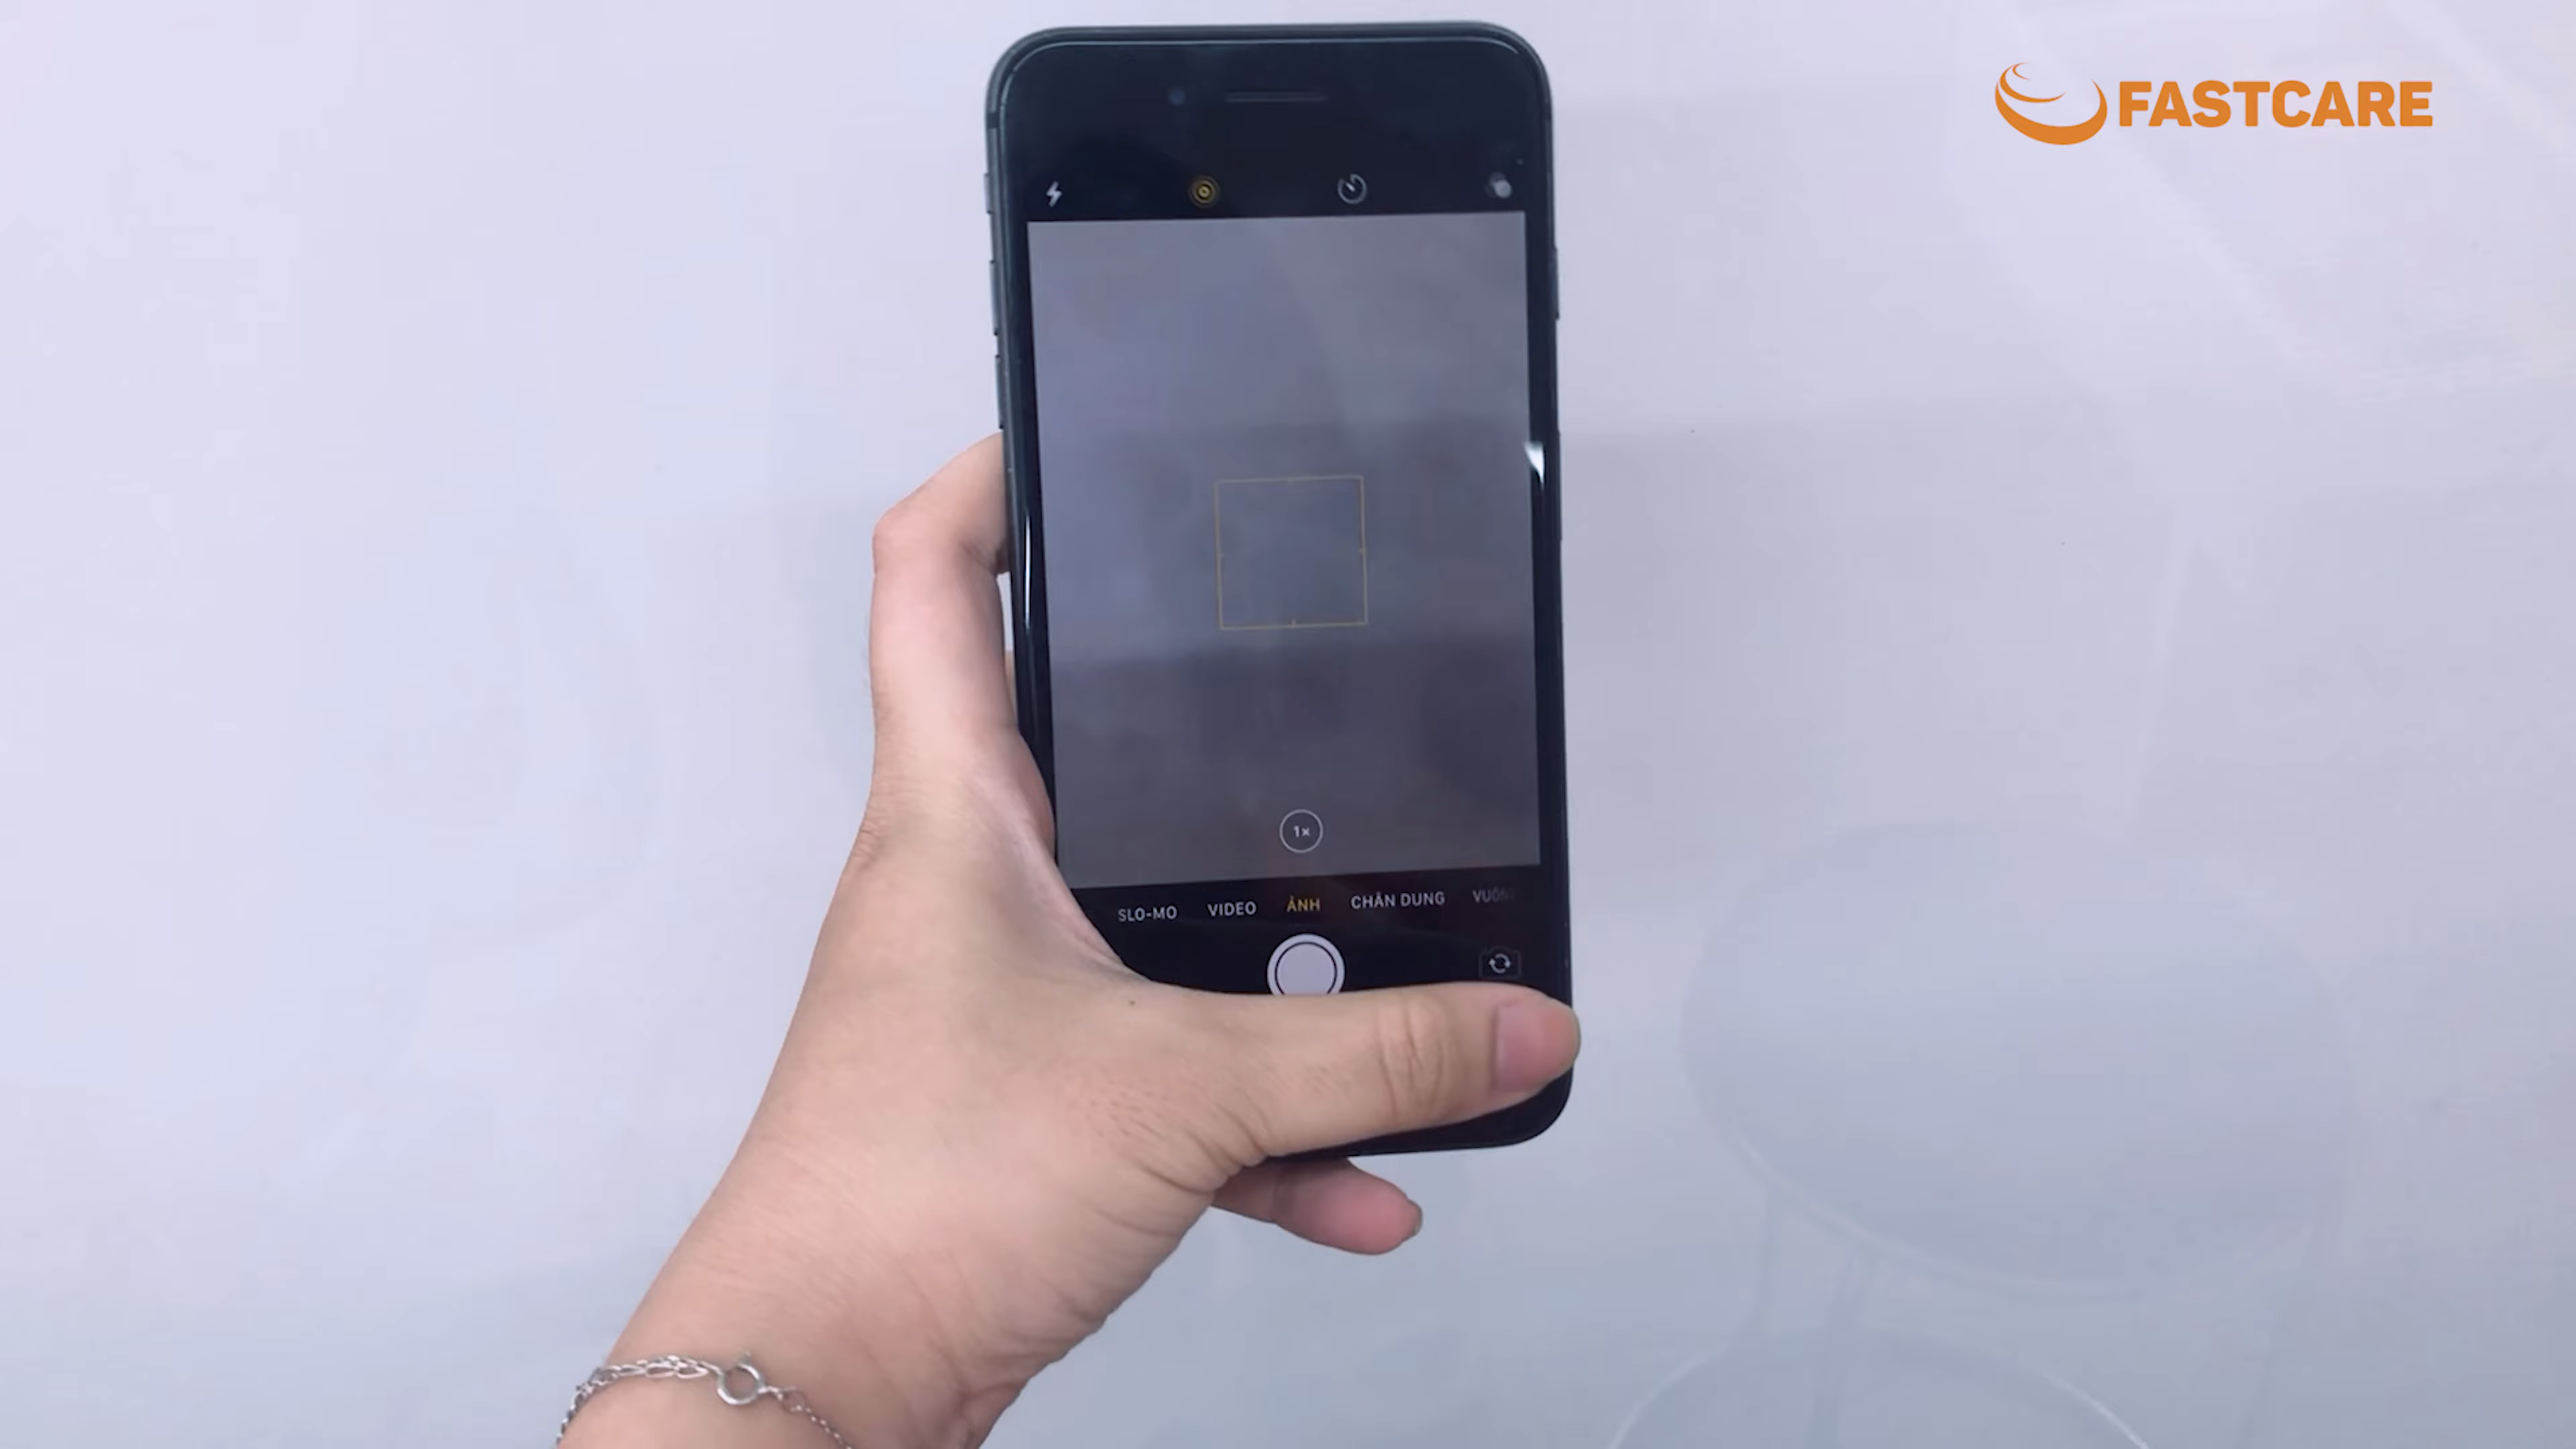 FASTCARE
1×
SLO-MO VIDEO ẢNH CHÂN DUNG